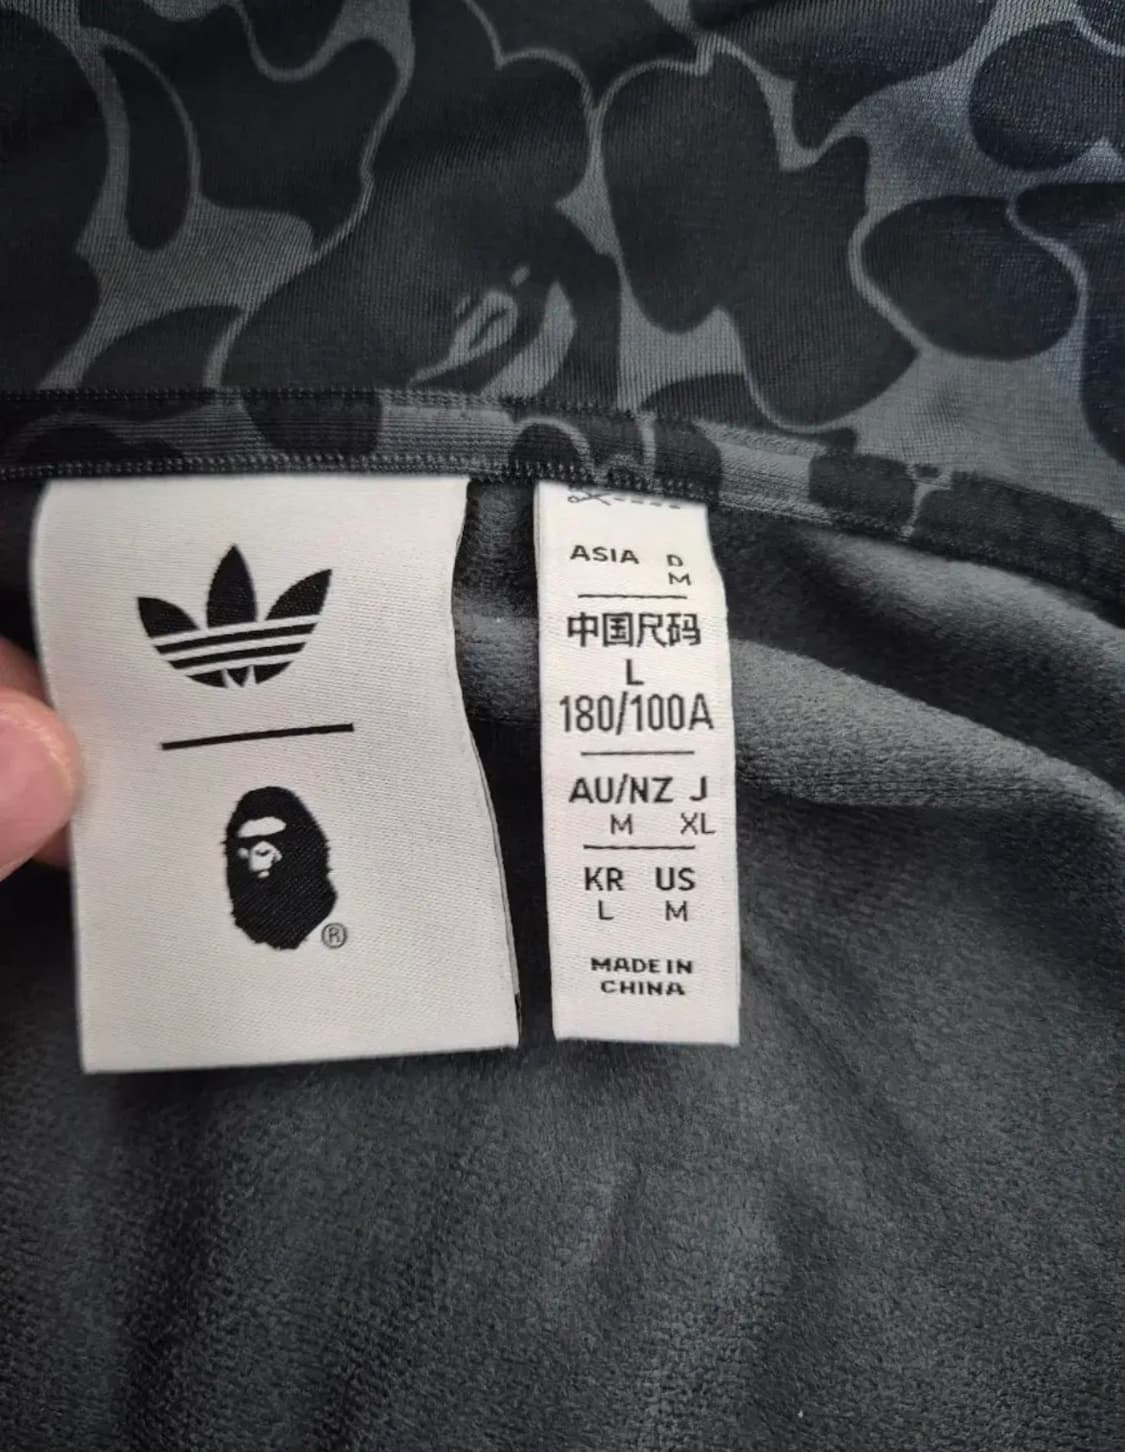 ®
ASIA D
M
中国尺码
L
180/100A
AU/NZ J
M XL
KR US
L M
MADE IN
CHINA